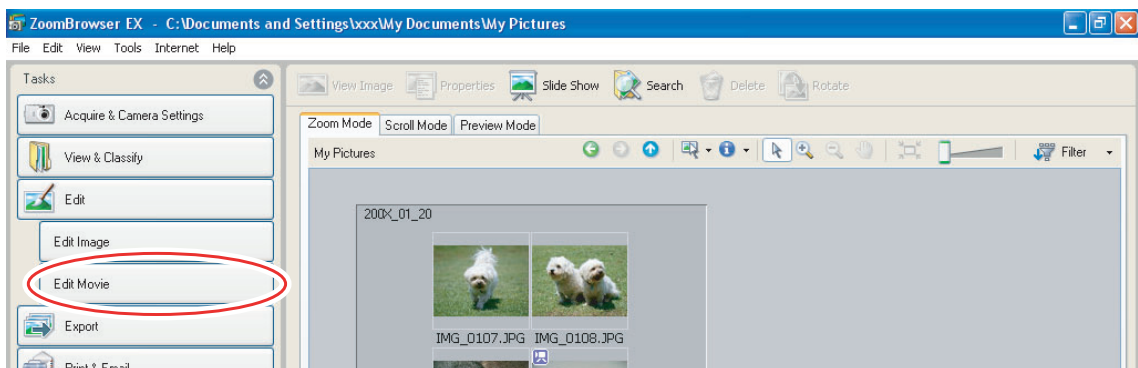 ZoomBrowser EX - C:\Documents and Settings\xxx\My Documents\My Pictures
File Edit View Tools Internet Help
Tasks
Acquire & Camera Settings
View & Classify
Edit
Edit Image
Edit Movie
Export
Print & Email
View Image Properties Slide Show Search Delete Rotate
Zoom Mode Scroll Mode Preview Mode
My Pictures
Filter
200X_01_20
IMG_0107.JPG IMG_0108.JPG